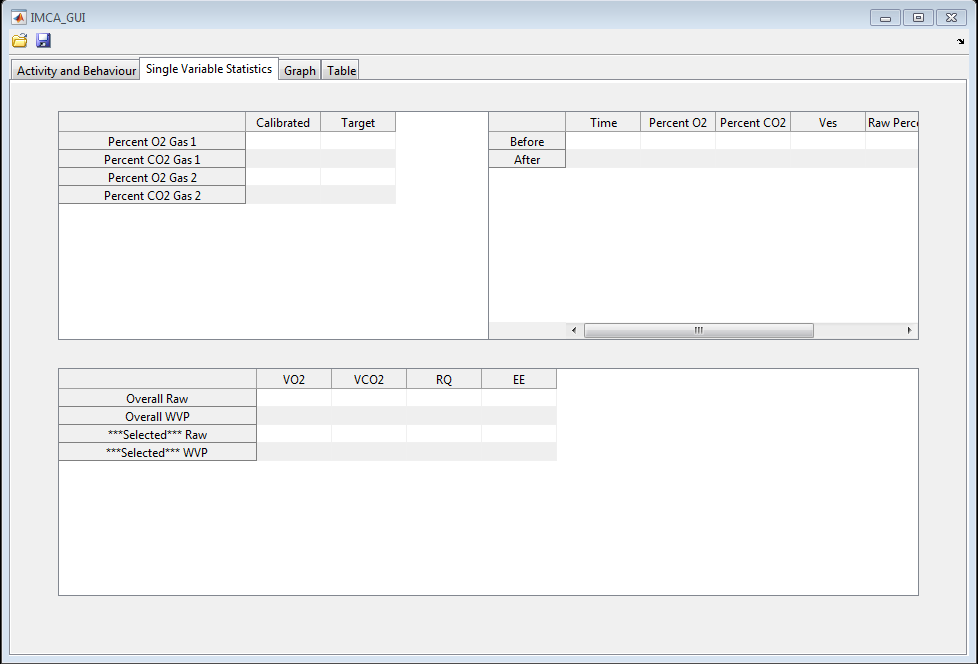 IMCA_GUI
Activity and Behaviour Single Variable Statistics Graph Table
Calibrated Target
Percent O2 Gas 1
Percent CO2 Gas 1
Percent O2 Gas 2
Percent CO2 Gas 2
Time Percent O2 Percent CO2 Ves Raw Perc
Before
After
VO2 VCO2 RQ EE
Overall Raw
Overall WVP
***Selected*** Raw
***Selected*** WVP